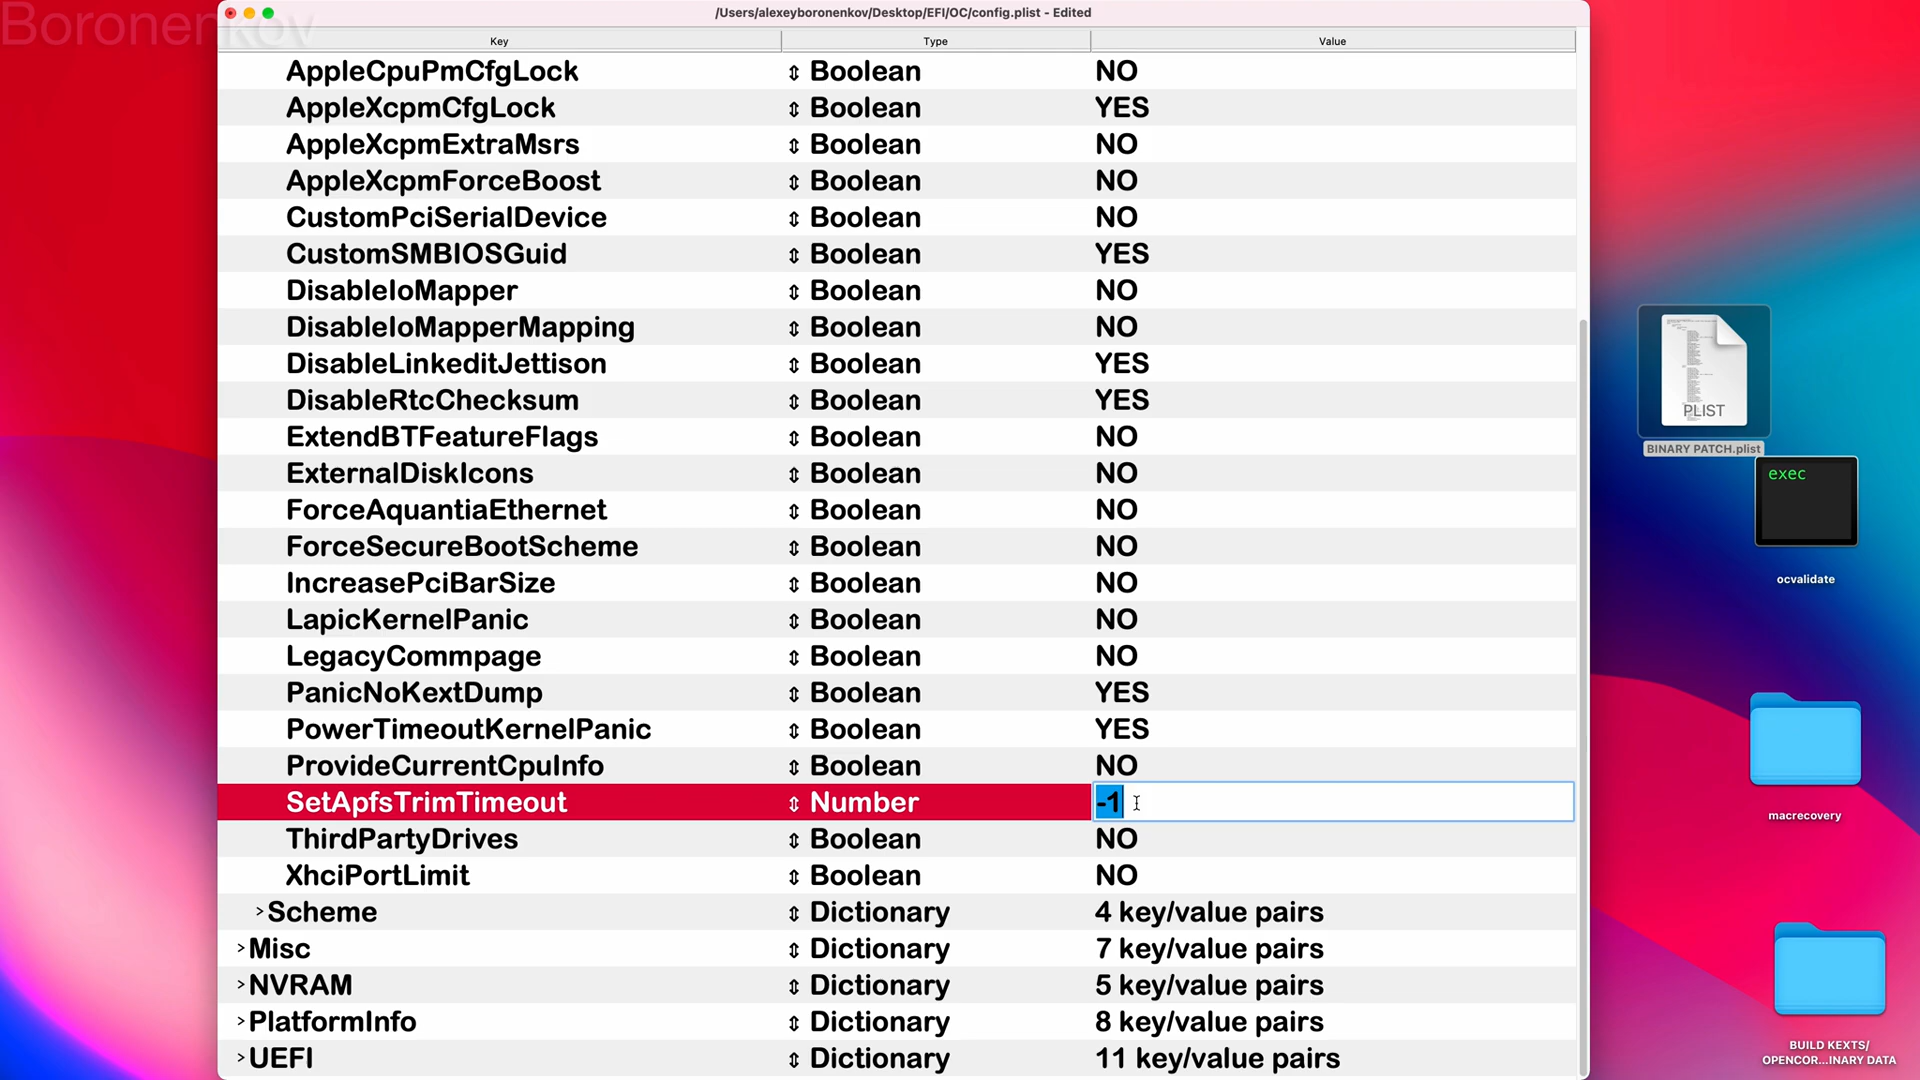 Boronenkov
/Users/alexeyboronenkov/Desktop/EFI/OC/config.plist - Edited
Key Type Value
AppleCpuPmCfgLock Boolean NO
AppleXcpmCfgLock Boolean YES
AppleXcpmExtraMsrs Boolean NO
AppleXcpmForceBoost Boolean NO
CustomPciSerialDevice Boolean NO
CustomSMBIOSGuid Boolean YES
DisableIoMapper Boolean NO
DisableIoMapperMapping Boolean NO
DisableLinkeditJettison Boolean YES
DisableRtcChecksum Boolean YES
ExtendBTFeatureFlags Boolean NO
ExternalDiskIcons Boolean NO
ForceAquantiaEthernet Boolean NO
ForceSecureBootScheme Boolean NO
IncreasePciBarSize Boolean NO
LapicKernelPanic Boolean NO
LegacyCommpage Boolean NO
PanicNoKextDump Boolean YES
PowerTimeoutKernelPanic Boolean YES
ProvideCurrentCpuInfo Boolean NO
SetApfsTrimTimeout Number -1
ThirdPartyDrives Boolean NO
XhciPortLimit Boolean NO
Scheme Dictionary 4 key/value pairs
Misc Dictionary 7 key/value pairs
NVRAM Dictionary 5 key/value pairs
PlatformInfo Dictionary 8 key/value pairs
UEFI Dictionary 11 key/value pairs
PLIST
BINARY PATCH.plist
exec
ocvalidate
macrecovery
BUILD KEXTS/
OPENCOR...INARY DATA